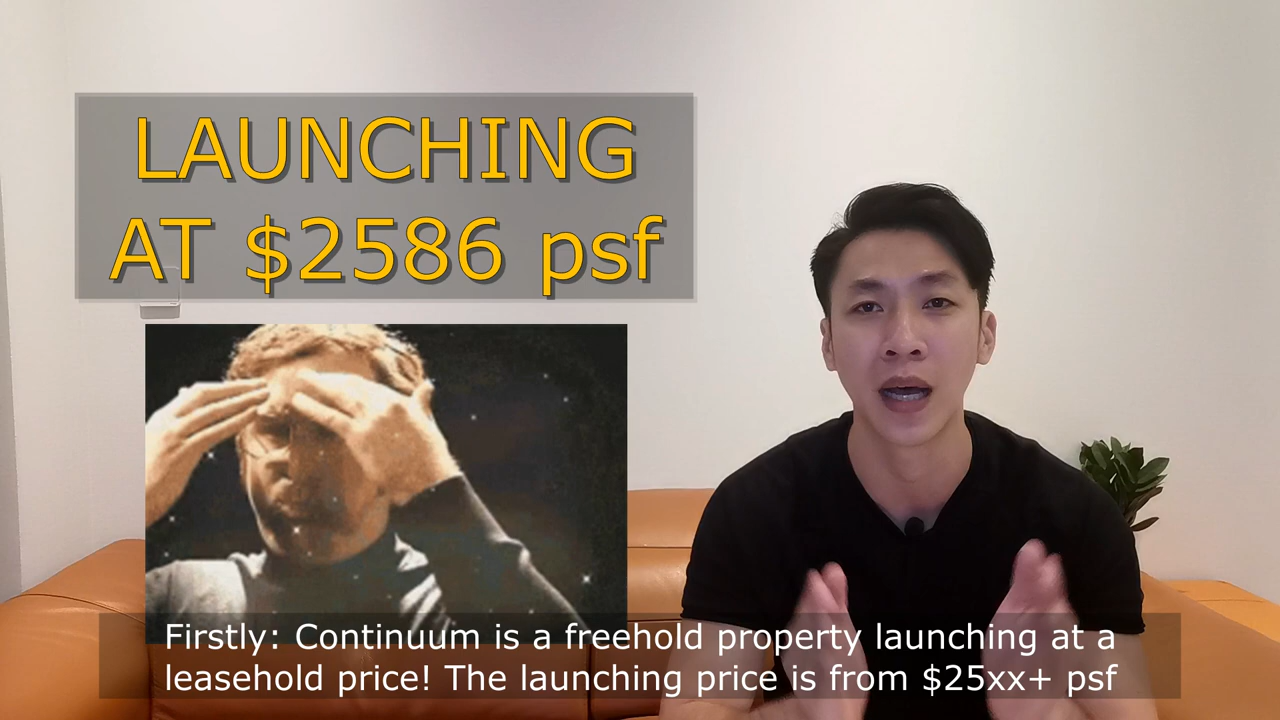 LAUNCHING
AT $2586 psf
Firstly: Continuum is a freehold property launching at a
leasehold price! The launching price is from $25xx+ psf